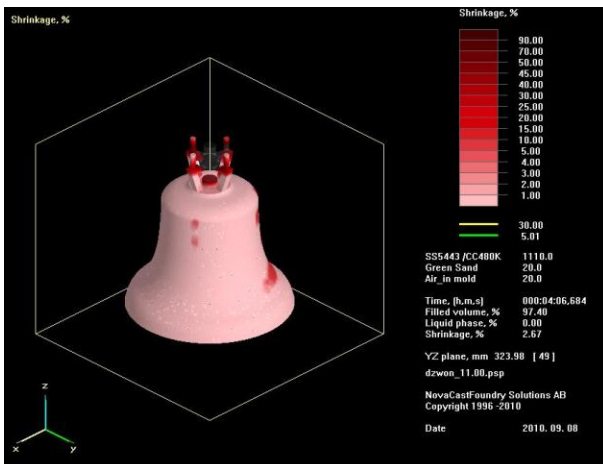 Shrinkage, %
Shrinkage, %
90.00
70.00
50.00
45.00
40.00
30.00
25.00
20.00
15.00
10.00
5.00
4.00
3.00
2.00
1.00
30.00
5.01
SS5443 /CC480K 1110.0
Green Sand 20.0
Air_in mold 20.0
Time, [h,m,s] 000:04:06,684
Filled volume, % 97.40
Liquid phase, % 0.00
Shrinkage, % 2.67
YZ plane, mm 323.98 [ 49 ]
dzwon_11.00.psp
NovaCastFoundry Solutions AB
Copyright 1996 -2010
Date 2010. 09. 08
z
x
y